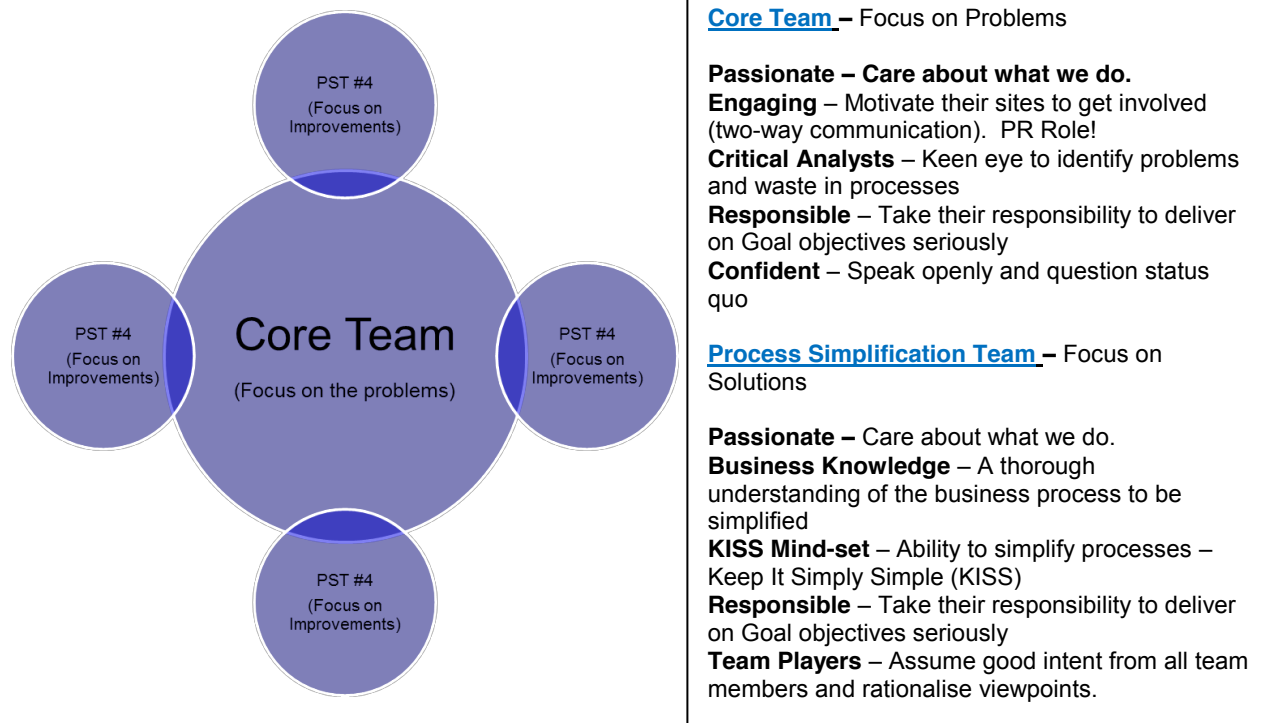 PST #4
(Focus on
Improvements)
PST #4
(Focus on
Improvements)
Core Team
(Focus on the problems)
PST #4
(Focus on
Improvements)
PST #4
(Focus on
Improvements)
Core Team – Focus on Problems
Passionate – Care about what we do.
Engaging – Motivate their sites to get involved
(two-way communication).  PR Role!
Critical Analysts – Keen eye to identify problems
and waste in processes
Responsible – Take their responsibility to deliver
on Goal objectives seriously
Confident – Speak openly and question status
quo
Process Simplification Team – Focus on
Solutions
Passionate – Care about what we do.
Business Knowledge – A thorough
understanding of the business process to be
simplified
KISS Mind-set – Ability to simplify processes –
Keep It Simply Simple (KISS)
Responsible – Take their responsibility to deliver
on Goal objectives seriously
Team Players – Assume good intent from all team
members and rationalise viewpoints.